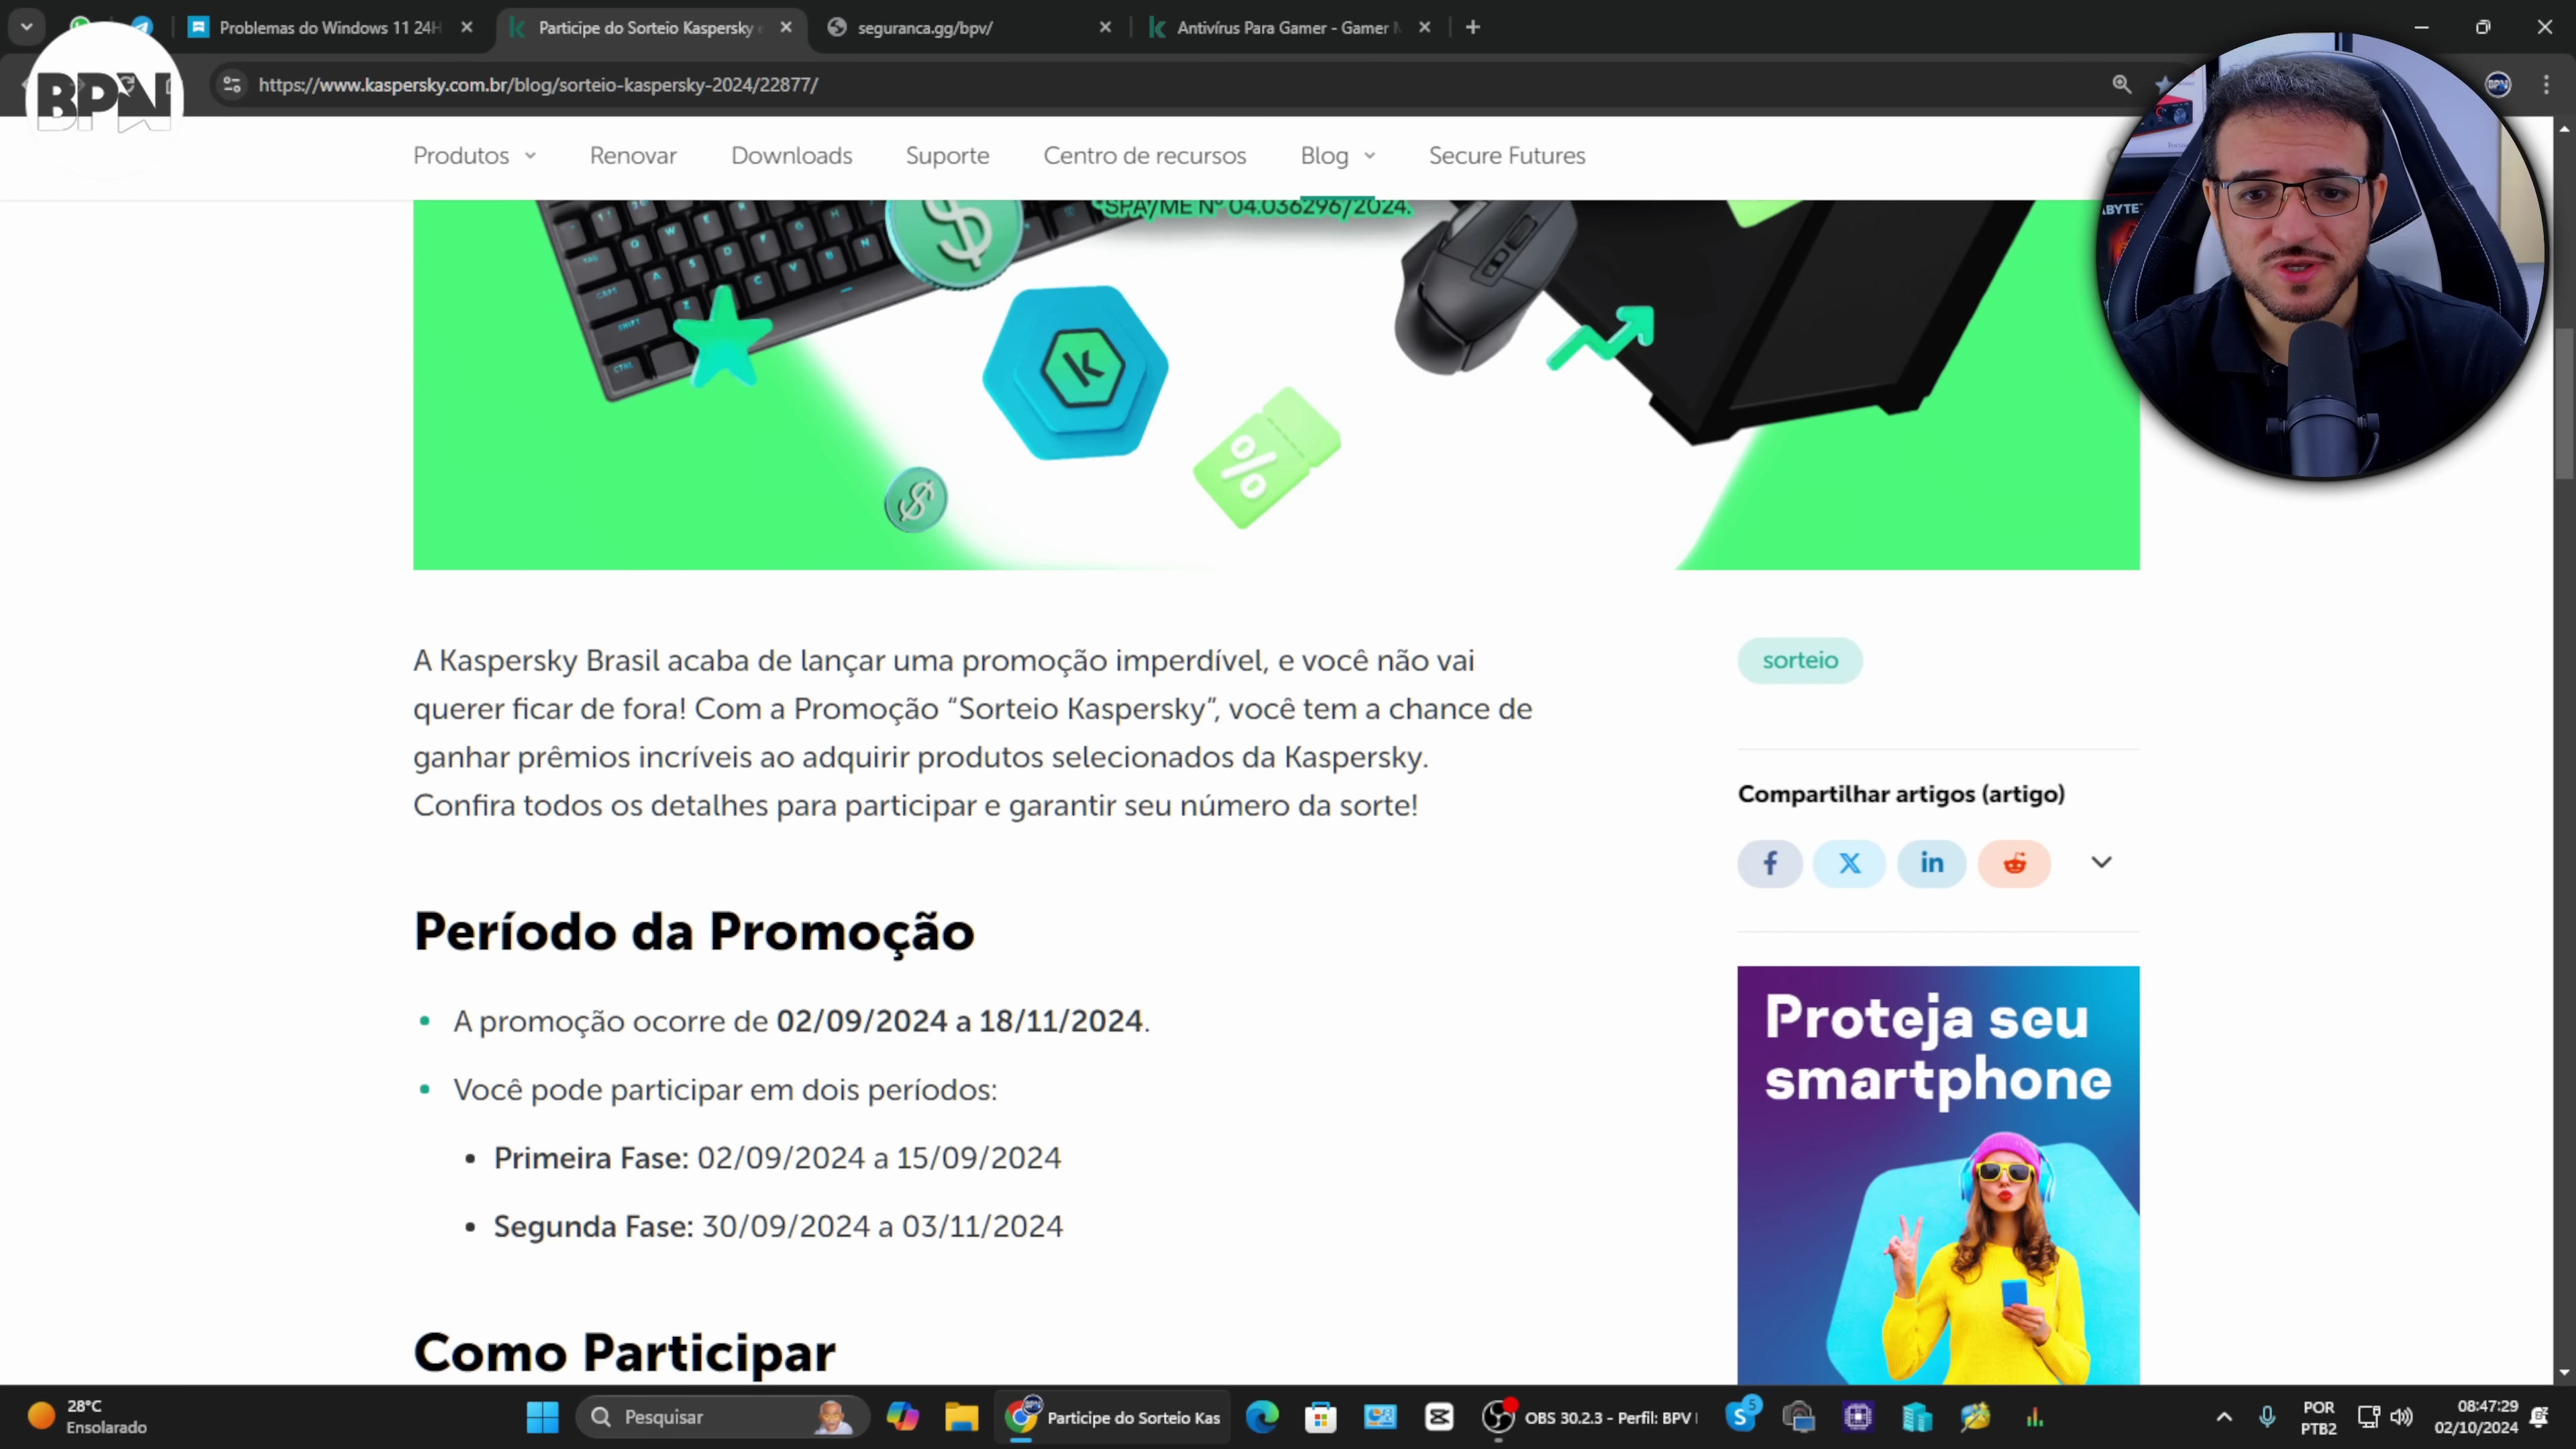 Problemas do Windows 11 24H
Participe do Sorteio Kaspersky e
seguranca.gg/bpv/
Antivírus Para Gamer - Gamer M
BPV
https://www.kaspersky.com.br/blog/sorteio-kaspersky-2024/22877/
Produtos
Renovar
Downloads
Suporte
Centro de recursos
Blog
Secure Futures
SPA/ME Nº 04.036296/2024.
A Kaspersky Brasil acaba de lançar uma promoção imperdível, e você não vai
querer ficar de fora! Com a Promoção “Sorteio Kaspersky”, você tem a chance de
ganhar prêmios incríveis ao adquirir produtos selecionados da Kaspersky.
Confira todos os detalhes para participar e garantir seu número da sorte!
sorteio
Compartilhar artigos (artigo)
Período da Promoção
• A promoção ocorre de 02/09/2024 a 18/11/2024.
• Você pode participar em dois períodos:
• Primeira Fase: 02/09/2024 a 15/09/2024
• Segunda Fase: 30/09/2024 a 03/11/2024
Proteja seu
smartphone
Como Participar
28°C
Ensolarado
Pesquisar
Participe do Sorteio Kas
OBS 30.2.3 - Perfil: BPV
5
POR
PTB2
08:47:29
02/10/2024